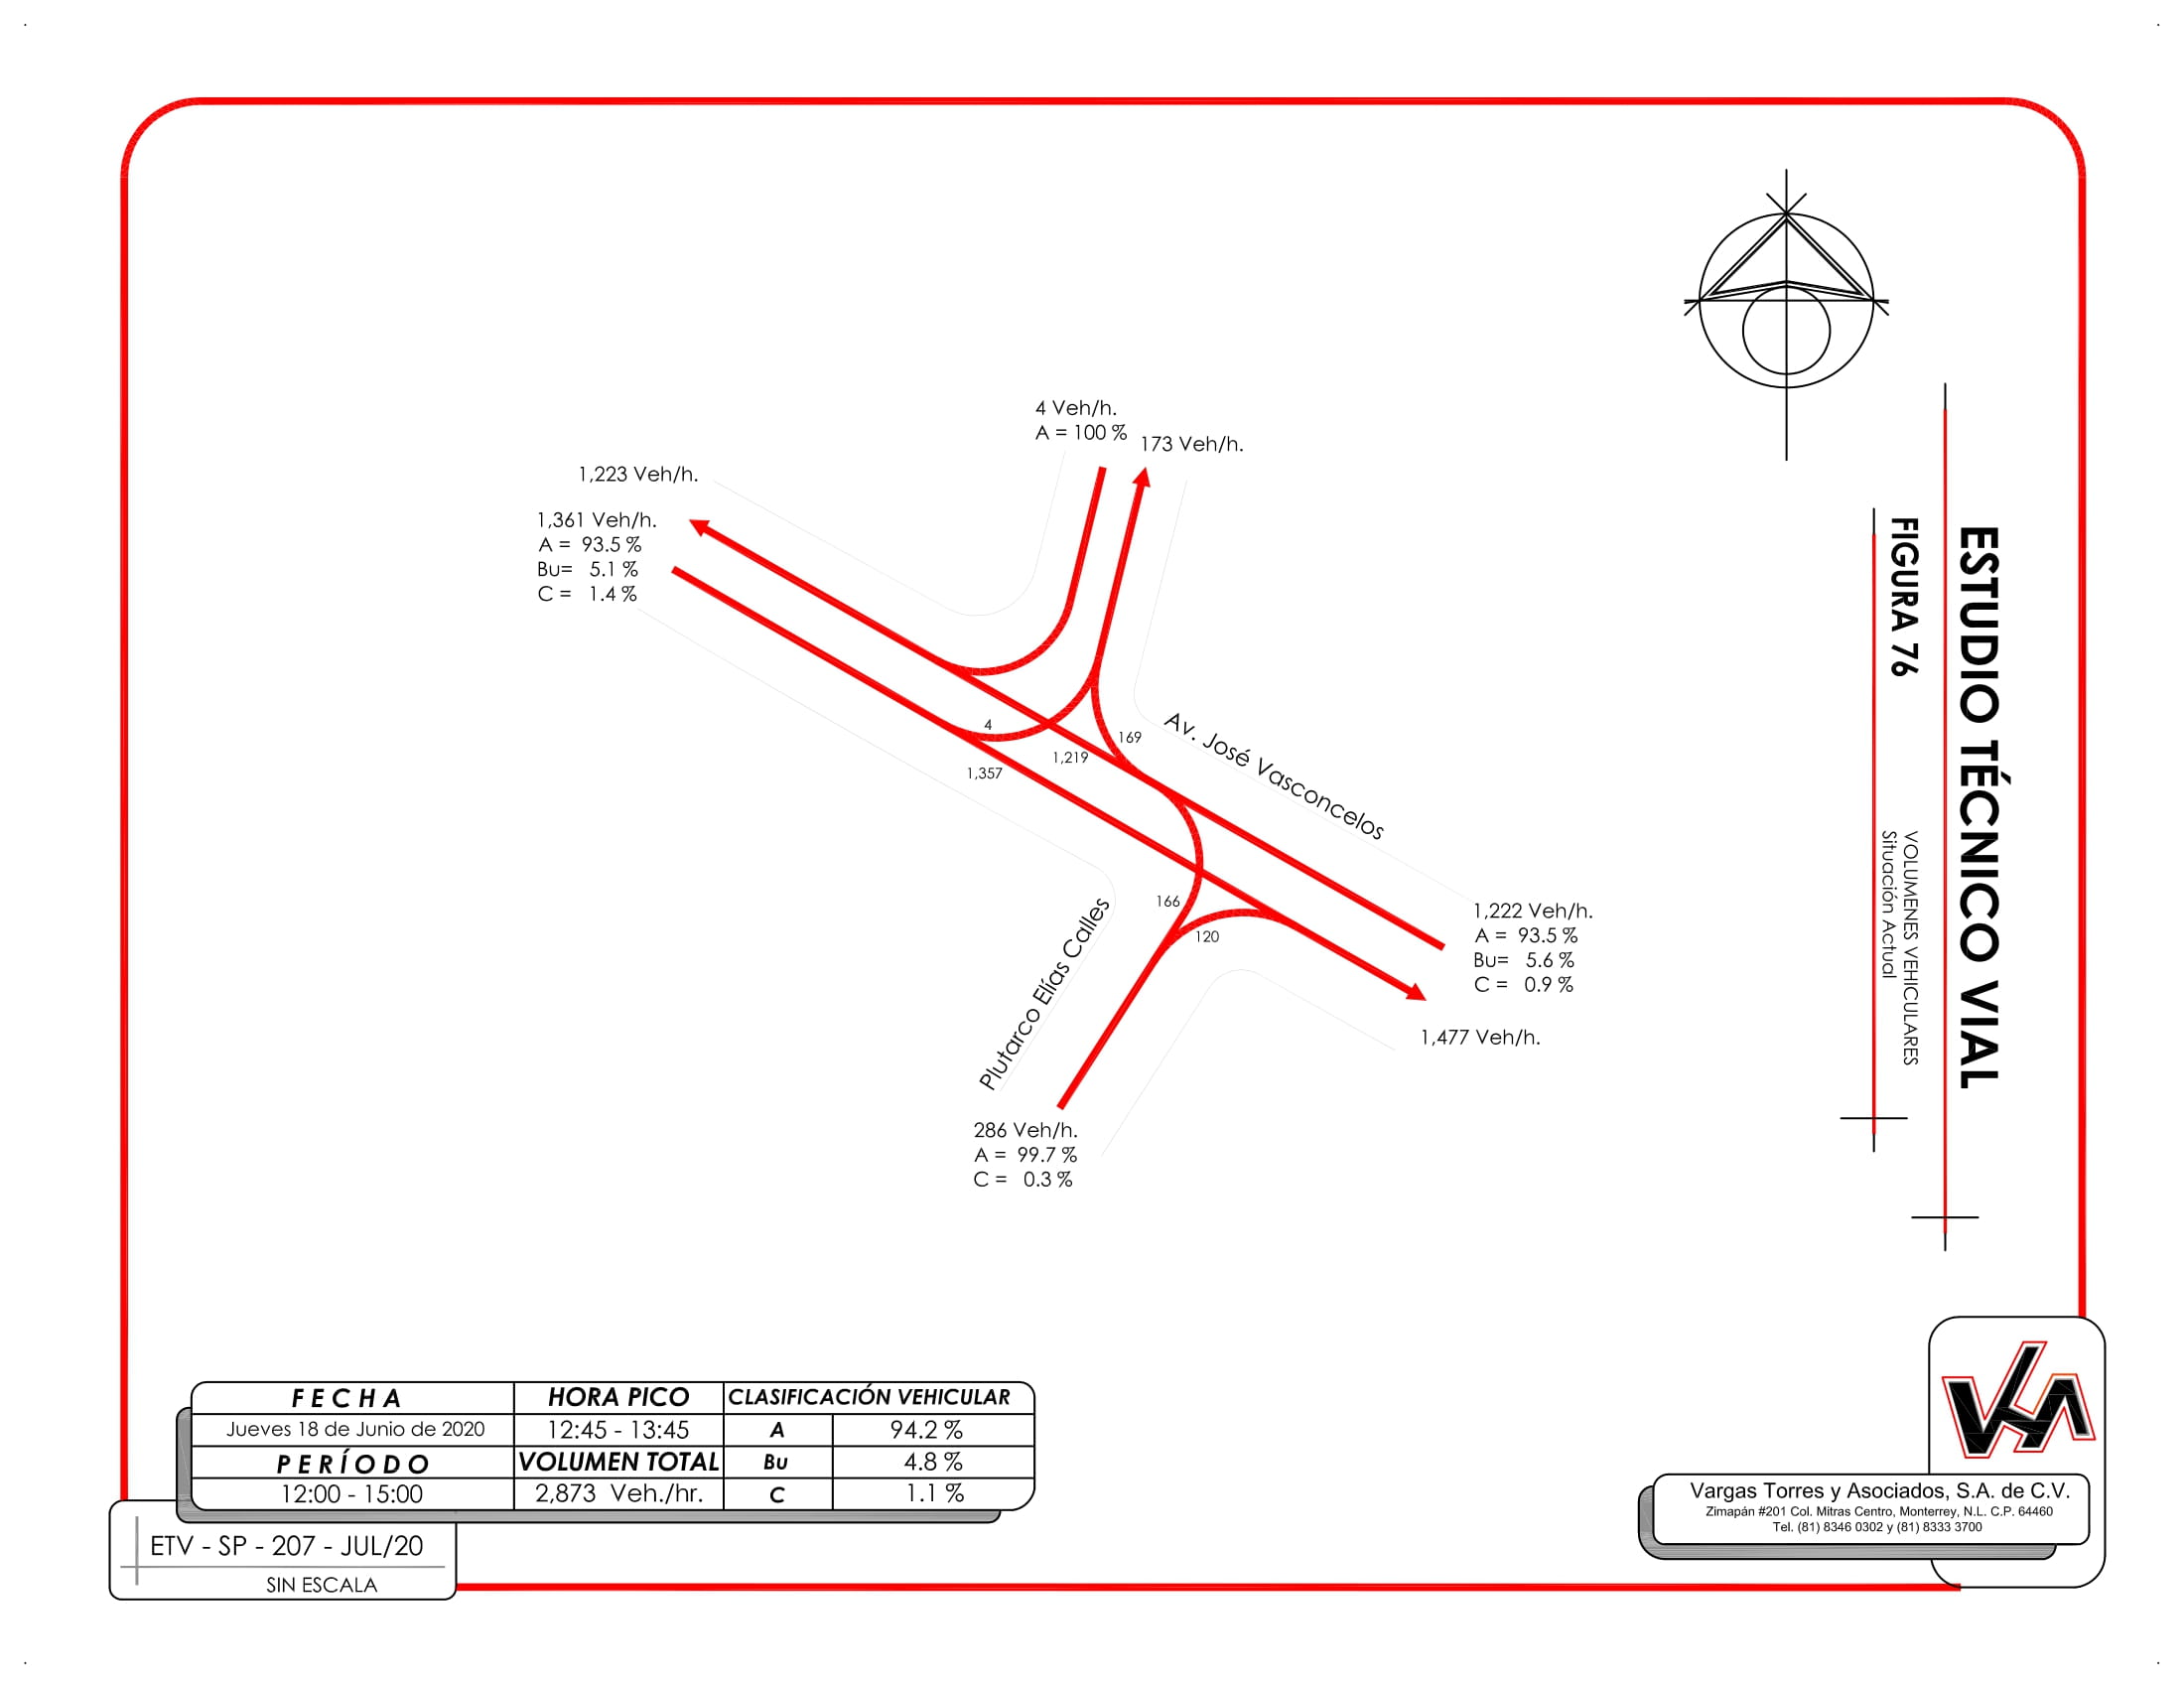 4 Veh/h.
A = 100 %
173 Veh/h.
1,223 Veh/h.
1,361 Veh/h.
A = 93.5 %
Bu= 5.1 %
C = 1.4 %
4
169
1,219
1,357
Av. José Vasconcelos
166
120
Plutarco Elías Calles
1,222 Veh/h.
A = 93.5 %
Bu= 5.6 %
C = 0.9 %
1,477 Veh/h.
286 Veh/h.
A = 99.7 %
C = 0.3 %
ESTUDIO TÉCNICO VIAL
FIGURA 76
VOLUMENES VEHICULARES
Situación Actual
FECHA HORA PICO CLASIFICACIÓN VEHICULAR
Jueves 18 de Junio de 2020 12:45 - 13:45 A 94.2 %
PERÍODO VOLUMEN TOTAL Bu 4.8 %
12:00 - 15:00 2,873 Veh./hr. C 1.1 %
ETV - SP - 207 - JUL/20
SIN ESCALA
Vargas Torres y Asociados, S.A. de C.V.
Zimapán #201 Col. Mitras Centro, Monterrey, N.L. C.P. 64460
Tel. (81) 8346 0302 y (81) 8333 3700